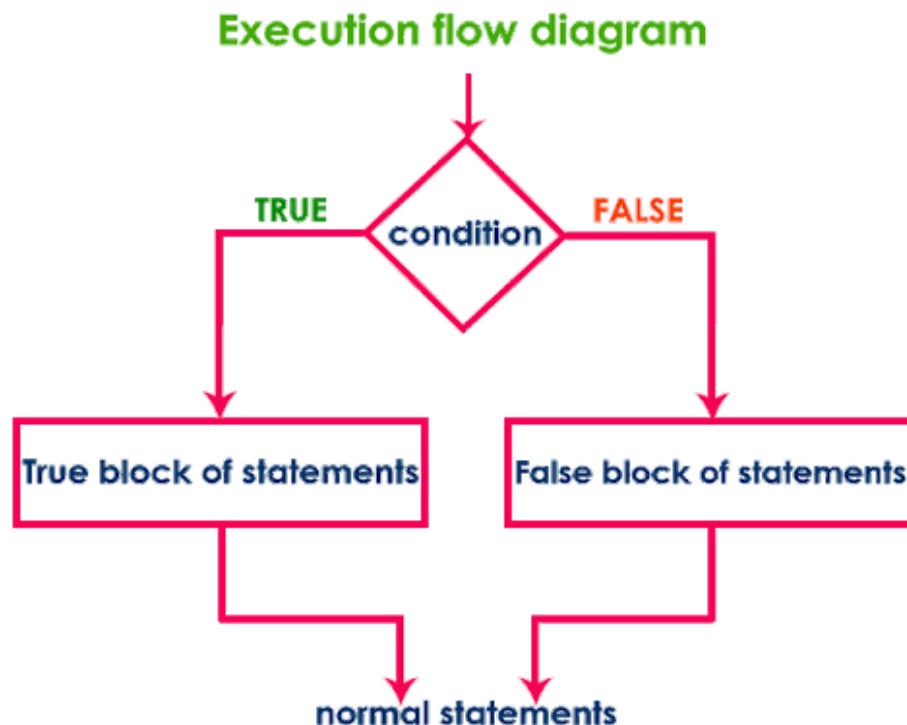 Execution flow diagram
TRUE
FALSE
condition
True block of statements
False block of statements
normal statements